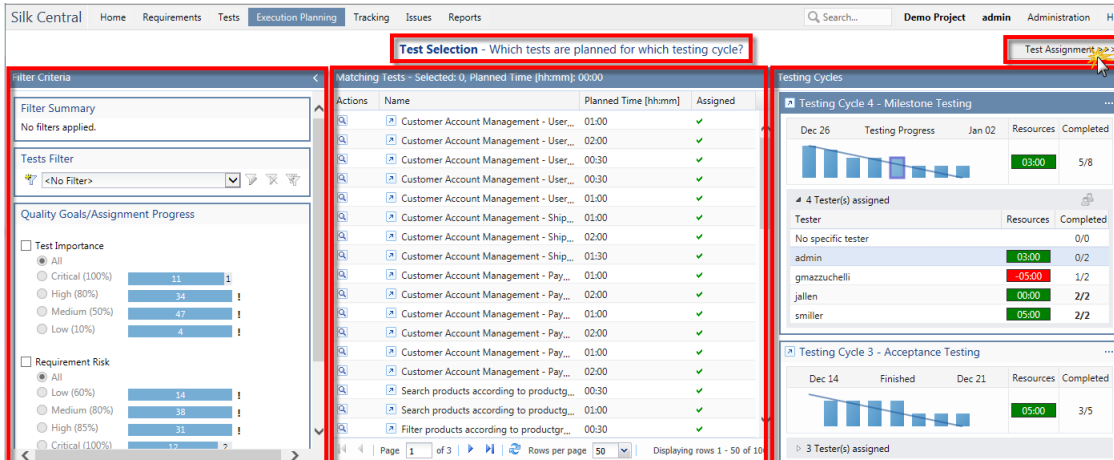 Silk Central Home Requirements Tests Execution Planning Tracking Issues Reports Search... Demo Project admin Administration H
Test Selection - Which tests are planned for which testing cycle?
Test Assignment >>>
Filter Criteria
Filter Summary
No filters applied.
Tests Filter
<No Filter>
Quality Goals/Assignment Progress
Test Importance
All
Critical (100%) 11 1
High (80%) 34 !
Medium (50%) 47 !
Low (10%) 4 !
Requirement Risk
All
Low (60%) 14 !
Medium (80%) 38 !
High (85%) 31 !
Critical (100%) 12 2
Matching Tests - Selected: 0, Planned Time [hh:mm]: 00:00
Actions Name Planned Time [hh:mm] Assigned
Customer Account Management - User... 01:00
Customer Account Management - User... 02:00
Customer Account Management - User... 00:30
Customer Account Management - User... 00:30
Customer Account Management - User... 01:00
Customer Account Management - Ship... 01:00
Customer Account Management - Ship... 02:00
Customer Account Management - Ship... 01:30
Customer Account Management - Pay... 01:00
Customer Account Management - Pay... 02:00
Customer Account Management - Pay... 01:00
Customer Account Management - Pay... 02:00
Customer Account Management - Pay... 01:00
Customer Account Management - Pay... 02:00
Search products according to productg... 00:30
Search products according to productg... 01:00
Filter products according to productgr... 00:30
Page 1 of 3 Rows per page 50 Displaying rows 1 - 50 of 10
Testing Cycles
Testing Cycle 4 - Milestone Testing ...
Dec 26 Testing Progress Jan 02 Resources Completed
03:00 5/8
4 Tester(s) assigned
Tester Resources Completed
No specific tester 0/0
admin 03:00 0/2
gmazzuchelli -05:00 1/2
jallen 00:00 2/2
smiller 05:00 2/2
Testing Cycle 3 - Acceptance Testing ...
Dec 14 Finished Dec 21 Resources Completed
05:00 3/5
3 Tester(s) assigned